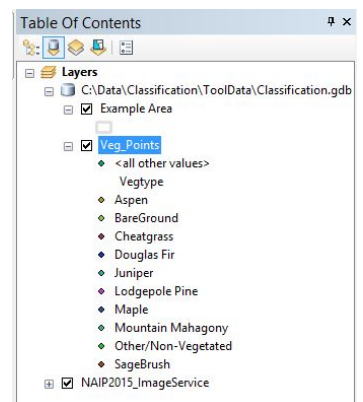 Table Of Contents
Layers
C:\Data\Classification\ToolData\Classification.gdb
Example Area
Veg_Points
<all other values>
Vegtype
Aspen
BareGround
Cheatgrass
Douglas Fir
Juniper
Lodgepole Pine
Maple
Mountain Mahagony
Other/Non-Vegetated
SageBrush
NAIP2015_ImageService